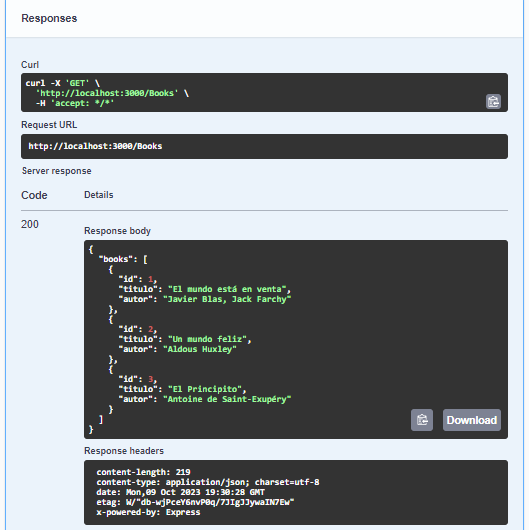 Responses
Curl
curl -X 'GET' \
'http://localhost:3000/Books' \
-H 'accept: */*'
Request URL
http://localhost:3000/Books
Server response
Code Details
200
Response body
{
"books": [
{
"id": 1,
"titulo": "El mundo está en venta",
"autor": "Javier Blas, Jack Farchy"
},
{
"id": 2,
"titulo": "Un mundo feliz",
"autor": "Aldous Huxley"
},
{
"id": 3,
"titulo": "El Principito",
"autor": "Antoine de Saint-Exupéry"
}
]
}
Download
Response headers
content-length: 219
content-type: application/json; charset=utf-8
date: Mon,09 Oct 2023 19:30:28 GMT
etag: W/"db-wjPceY6nvP0q/7JIgJJywaIN7Ew"
x-powered-by: Express